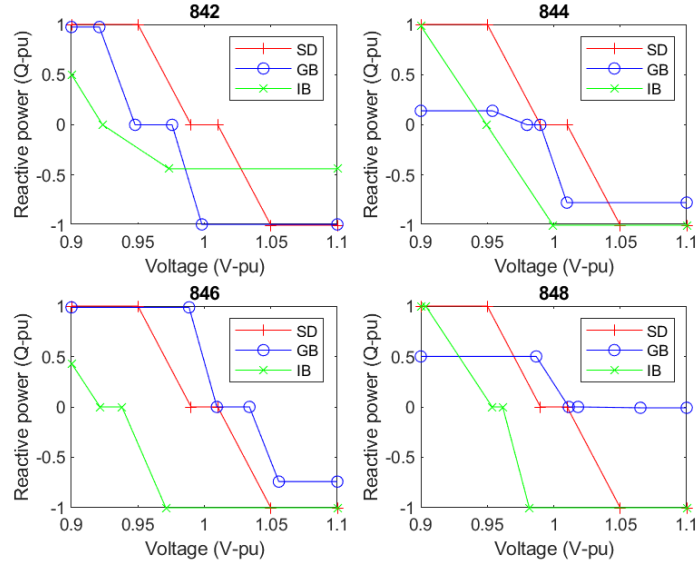 842
Reactive power (Q-pu)
1
0.5
0
-0.5
-1
SD
GB
IB
0.9 0.95 1 1.05 1.1
Voltage (V-pu)
844
Reactive power (Q-pu)
1
0.5
0
-0.5
-1
SD
GB
IB
0.9 0.95 1 1.05 1.1
Voltage (V-pu)
846
Reactive power (Q-pu)
1
0.5
0
-0.5
-1
SD
GB
IB
0.9 0.95 1 1.05 1.1
Voltage (V-pu)
848
Reactive power (Q-pu)
1
0.5
0
-0.5
-1
SD
GB
IB
0.9 0.95 1 1.05 1.1
Voltage (V-pu)